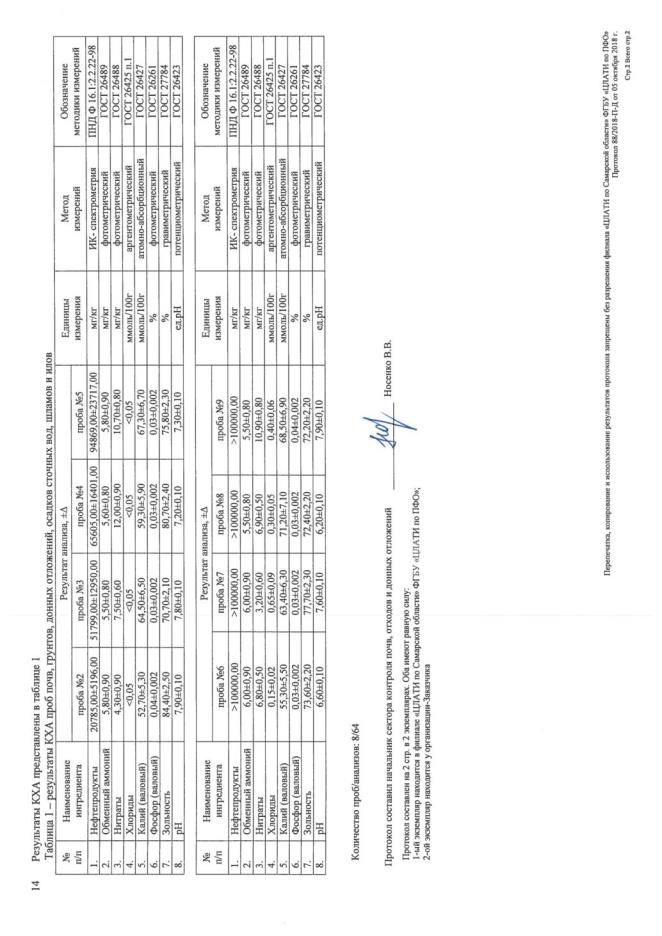 14
Результаты КХА представлены в таблице 1
Таблица 1 – результаты КХА проб почв, грунтов, донных отложений, осадков сточных вод, шламов и илов
№ п/п Наименование ингредиента Результат анализа, ±Δ Единицы измерения Метод измерений Обозначение методики измерений
проба №2 проба №3 проба №4 проба №5
1. Нефтепродукты 20785,00±5196,00 51799,00±12950,00 65605,00±16401,00 94869,00±23717,00 мг/кг ИК- спектрометрия ПНД Ф 16.1:2.2.22-98
2. Обменный аммоний 5,80±0,90 5,50±0,80 5,60±0,80 5,80±0,90 мг/кг фотометрический ГОСТ 26489
3. Нитраты 4,30±0,90 7,50±0,60 12,00±0,90 10,70±0,80 мг/кг фотометрический ГОСТ 26488
4. Хлориды <0,05 <0,05 <0,05 <0,05 ммоль/100г аргентометрический ГОСТ 26425 п.1
5. Калий (валовый) 52,70±5,30 64,50±6,50 59,30±5,90 67,30±6,70 ммоль/100г атомно-абсорбционный ГОСТ 26427
6. Фосфор (валовый) 0,04±0,002 0,03±0,002 0,03±0,002 0,03±0,002 % фотометрический ГОСТ 26261
7. Зольность 84,40±2,50 70,70±2,10 80,70±2,40 75,80±2,30 % гравиметрический ГОСТ 27784
8. рН 7,90±0,10 7,80±0,10 7,20±0,10 7,30±0,10 ед.рН потенциометрический ГОСТ 26423
№ п/п Наименование ингредиента Результат анализа, ±Δ Единицы измерения Метод измерений Обозначение методики измерений
проба №6 проба №7 проба №8 проба №9
1. Нефтепродукты >100000,00 >100000,00 >100000,00 >100000,00 мг/кг ИК- спектрометрия ПНД Ф 16.1:2.2.22-98
2. Обменный аммоний 6,00±0,90 6,00±0,90 5,50±0,80 5,50±0,80 мг/кг фотометрический ГОСТ 26489
3. Нитраты 6,80±0,50 3,20±0,60 6,90±0,50 10,90±0,80 мг/кг фотометрический ГОСТ 26488
4. Хлориды 0,15±0,02 0,65±0,09 0,30±0,05 0,40±0,06 ммоль/100г аргентометрический ГОСТ 26425 п.1
5. Калий (валовый) 55,30±5,50 63,40±6,30 71,20±7,10 68,50±6,90 ммоль/100г атомно-абсорбционный ГОСТ 26427
6. Фосфор (валовый) 0,03±0,002 0,03±0,002 0,03±0,002 0,04±0,002 % фотометрический ГОСТ 26261
7. Зольность 73,60±2,20 77,70±2,30 72,40±2,20 72,20±2,20 % гравиметрический ГОСТ 27784
8. рН 6,60±0,10 7,60±0,10 6,20±0,10 7,90±0,10 ед.рН потенциометрический ГОСТ 26423
Количество проб/анализов: 8/64
Протокол составил начальник сектора контроля почв, отходов и донных отложений Носенко В.В.
Протокол составлен на 2 стр. в 2 экземплярах. Оба имеют равную силу:
1-ый экземпляр находится в филиале «ЦЛАТИ по Самарской области» ФГБУ «ЦЛАТИ по ПФО»;
2-ой экземпляр находится у организации-Заказчика
Перепечатка, копирование и использование результатов протокола запрещены без разрешения филиала «ЦЛАТИ по Самарской области» ФГБУ «ЦЛАТИ по ПФО»
Протокол 88/2018-П-Д от 05 октября 2018 г.
Стр.2 Всего стр.2